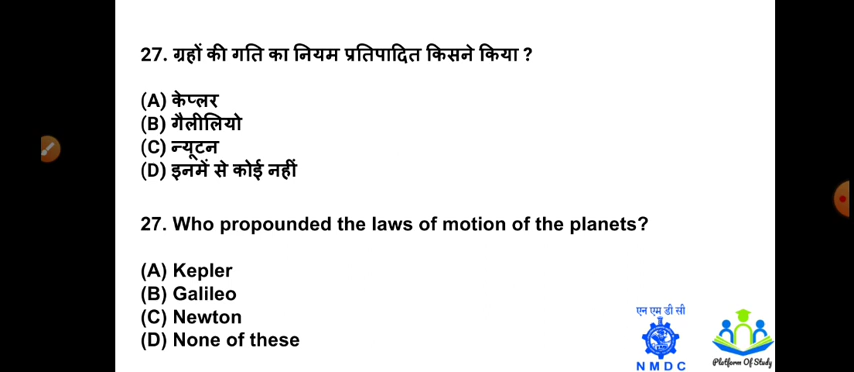 27. ग्रहों की गति का नियम प्रतिपादित किसने किया ?
(A) केप्लर
(B) गैलीलियो
(C) न्यूटन
(D) इनमें से कोई नहीं
27. Who propounded the laws of motion of the planets?
(A) Kepler
(B) Galileo
(C) Newton
(D) None of these
एन एम डी सी
NMDC
Platform Of Study